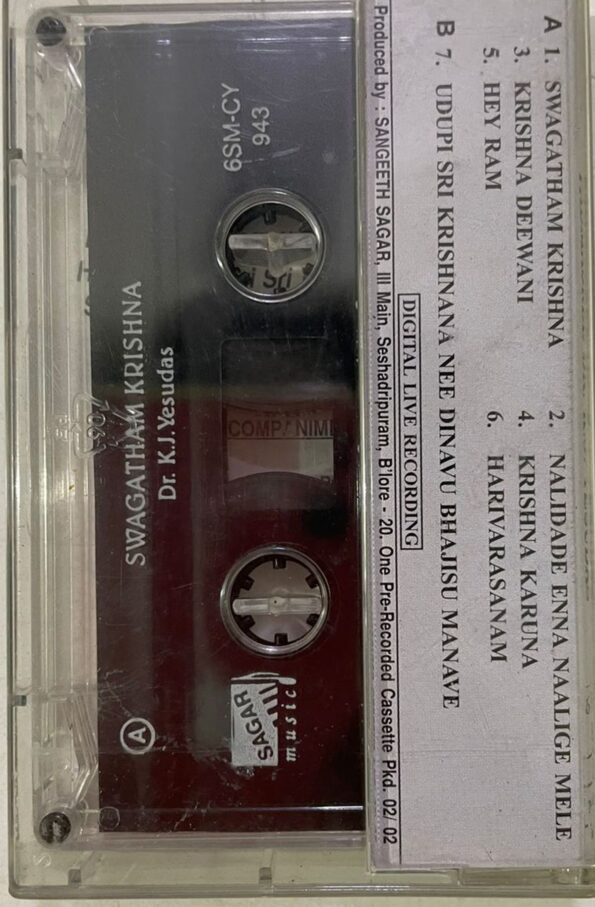 A 1. SWAGATHAM KRISHNA 2. NALIDADE ENNA NAALIGE MELE
3. KRISHNA DEEWANI 4. KRISHNA KARUNA
5. HEY RAM 6. HARIVARASANAM
B 7. UDUPI SRI KRISHNANA NEE DINAVU BHAJISU MANAVE
DIGITAL LIVE RECORDING
Produced by : SANGEETH SAGAR, III Main, Seshadripuram, B'lore - 20. One Pre-Recorded Cassette Pkd. 02/ 02
6SM-CY
943
SWAGATHAM KRISHNA
Dr. K.J.Yesudas
SAGAR
music
A